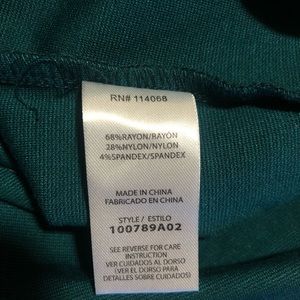 RN# 114068
68%RAYON/RAYON
28%NYLON/NYLON
4%SPANDEX/SPANDEX
MADE IN CHINA
FABRICADO EN CHINA
STYLE / ESTILO
100789A02
SEE REVERSE FOR CARE
INSTRUCTION
VER CUIDADOS AL DORSO
(VER EL DORSO PARA
DETALLES SOBRE CUIDADOS)